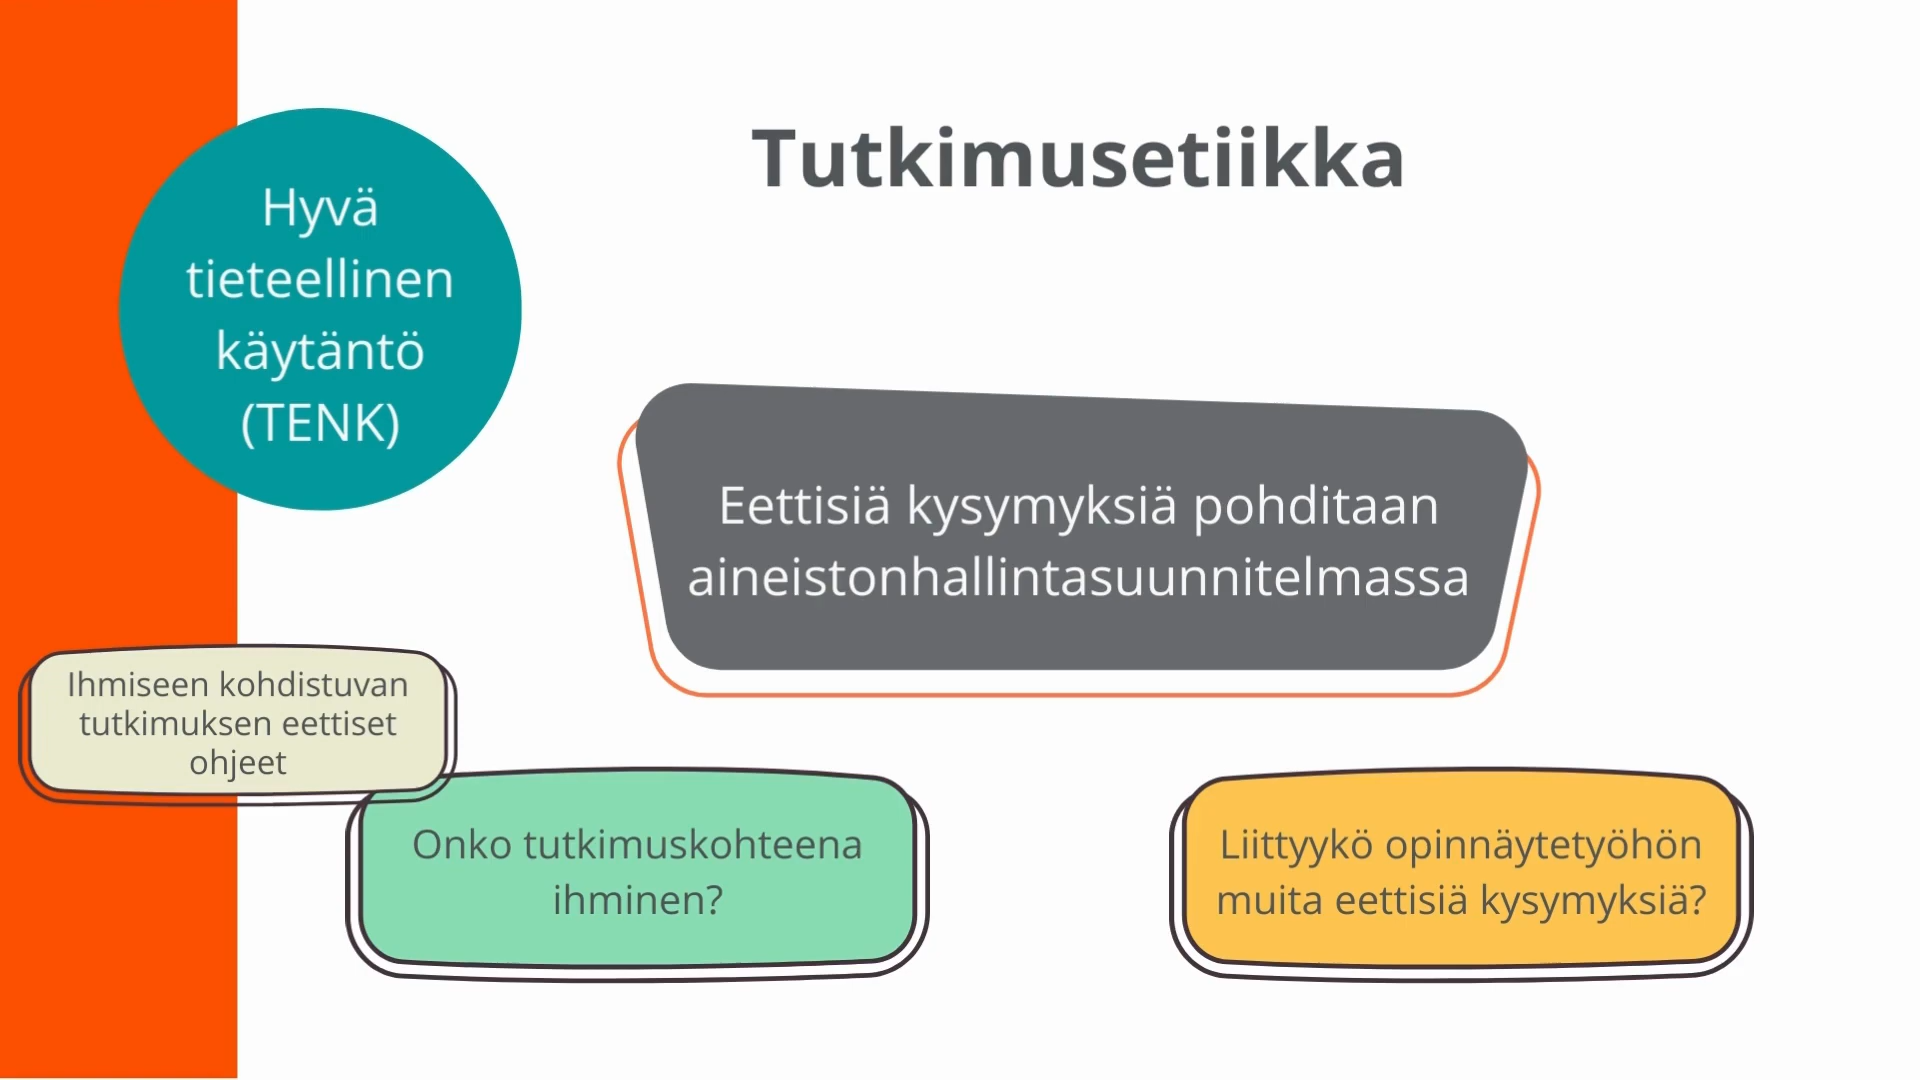 Tutkimusetiikka
Hyvä
tieteellinen
käytäntö
(TENK)
Eettisiä kysymyksiä pohditaan
aineistonhallintasuunnitelmassa
Ihmiseen kohdistuvan
tutkimuksen eettiset
ohjeet
Onko tutkimuskohteena
ihminen?
Liittyykö opinnäytetyöhön
muita eettisiä kysymyksiä?